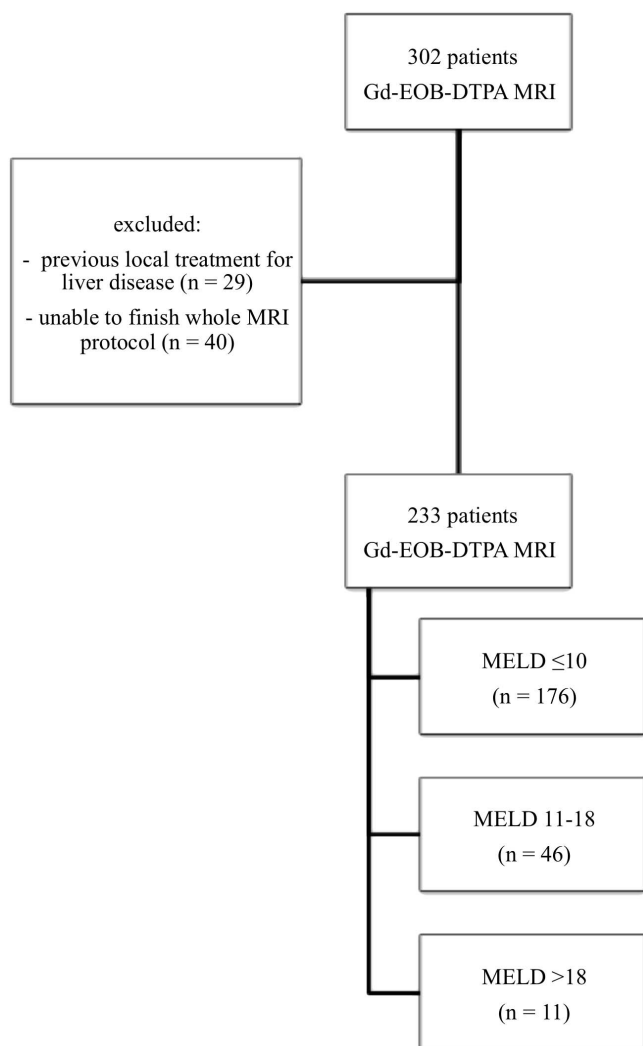 302 patients
Gd-EOB-DTPA MRI
excluded:
- previous local treatment for
liver disease (n = 29)
- unable to finish whole MRI
protocol (n = 40)
233 patients
Gd-EOB-DTPA MRI
MELD ≤10
(n = 176)
MELD 11-18
(n = 46)
MELD >18
(n = 11)